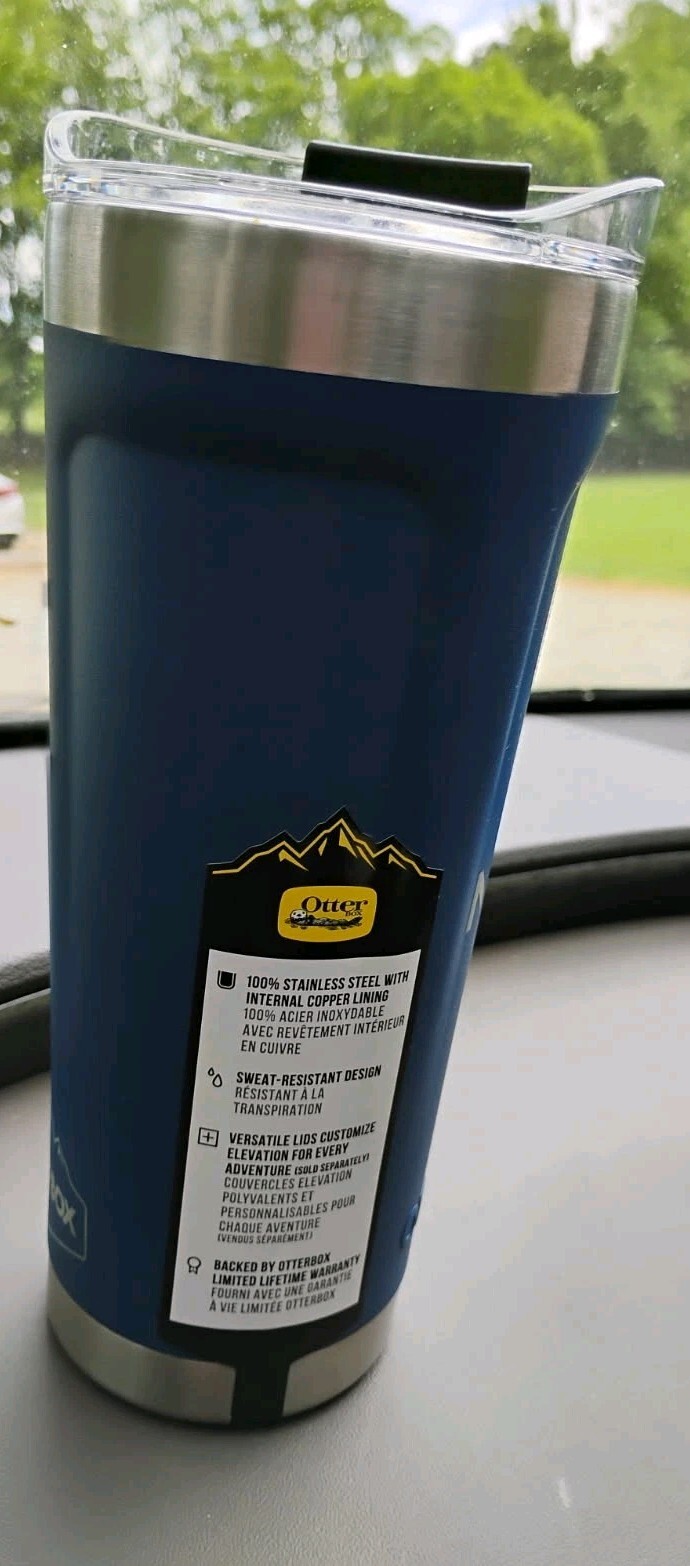 Otter
BOX
100% STAINLESS STEEL WITH
INTERNAL COPPER LINING
100% ACIER INOXYDABLE
AVEC REVÊTEMENT INTÉRIEUR
EN CUIVRE
SWEAT-RESISTANT DESIGN
RÉSISTANT À LA
TRANSPIRATION
VERSATILE LIDS CUSTOMIZE
ELEVATION FOR EVERY
ADVENTURE (SOLD SEPARATELY)
COUVERCLES ELEVATION
POLYVALENTS ET
PERSONNALISABLES POUR
CHAQUE AVENTURE
(VENDUS SÉPARÉMENT)
BACKED BY OTTERBOX
LIMITED LIFETIME WARRANTY
FOURNI AVEC UNE GARANTIE
À VIE LIMITÉE OTTERBOX
BOX